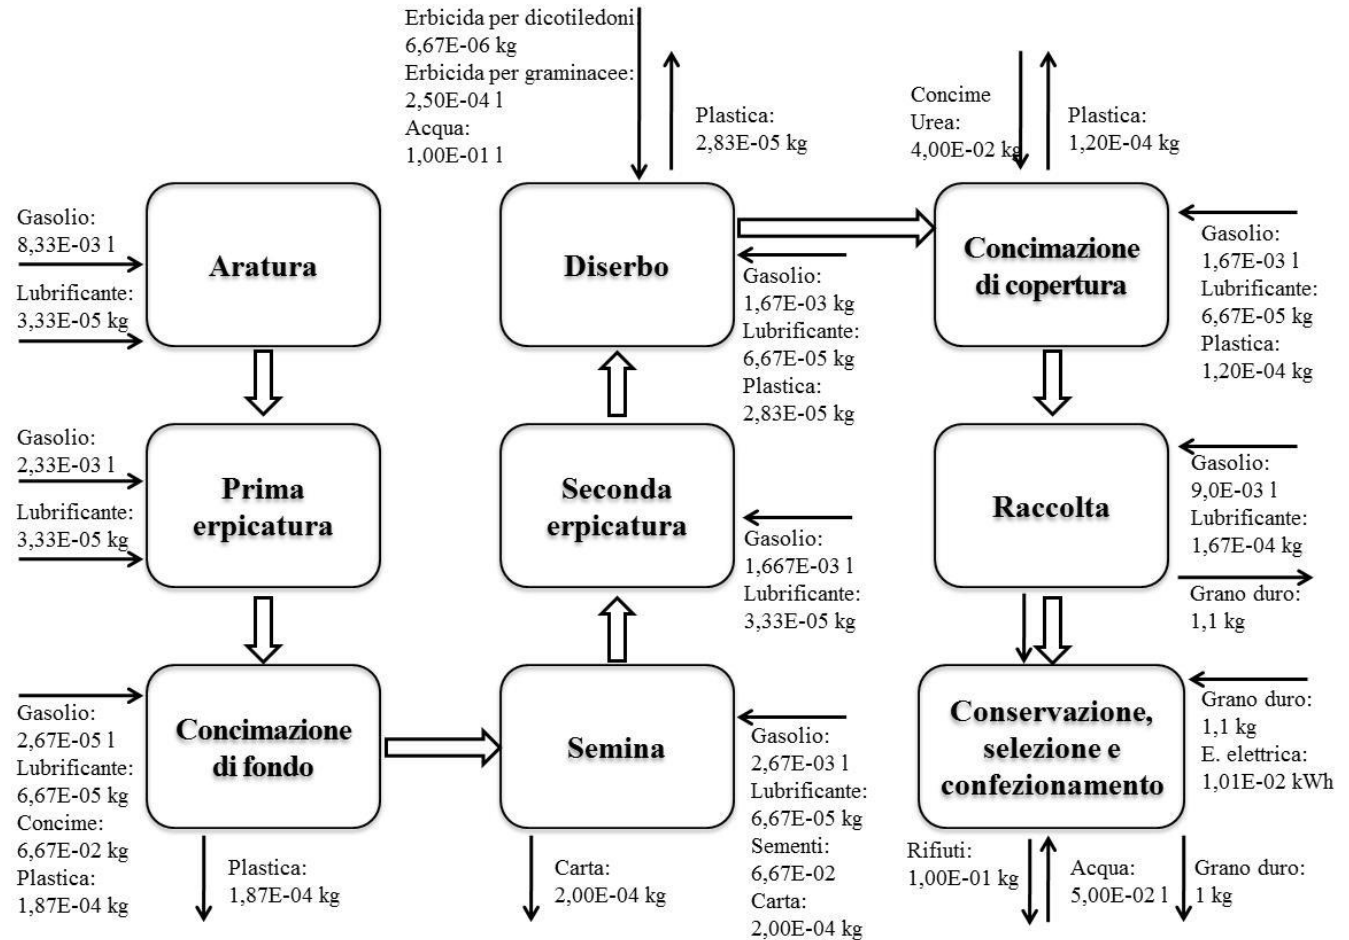 Erbicida per dicotiledoni:
6,67E-06 kg
Erbicida per graminacee:
2,50E-04 l
Acqua:
1,00E-01 l
Plastica:
2,83E-05 kg
Concime
Urea:
4,00E-02 kg
Plastica:
1,20E-04 kg
Gasolio:
8,33E-03 l
Lubrificante:
3,33E-05 kg
Aratura
Diserbo
Gasolio:
1,67E-03 kg
Lubrificante:
6,67E-05 kg
Plastica:
2,83E-05 kg
Concimazione
di copertura
Gasolio:
1,67E-03 l
Lubrificante:
6,67E-05 kg
Plastica:
1,20E-04 kg
Gasolio:
2,33E-03 l
Lubrificante:
3,33E-05 kg
Prima
erpicatura
Seconda
erpicatura
Gasolio:
1,667E-03 l
Lubrificante:
3,33E-05 kg
Raccolta
Gasolio:
9,0E-03 l
Lubrificante:
1,67E-04 kg
Grano duro:
1,1 kg
Gasolio:
2,67E-05 l
Lubrificante:
6,67E-05 kg
Concime:
6,67E-02 kg
Plastica:
1,87E-04 kg
Concimazione
di fondo
Plastica:
1,87E-04 kg
Semina
Carta:
2,00E-04 kg
Gasolio:
2,67E-03 l
Lubrificante:
6,67E-05 kg
Sementi:
6,67E-02
Carta:
2,00E-04 kg
Conservazione,
selezione e
confezionamento
Grano duro:
1,1 kg
E. elettrica:
1,01E-02 kWh
Rifiuti:
1,00E-01 kg
Acqua:
5,00E-02 l
Grano duro:
1 kg